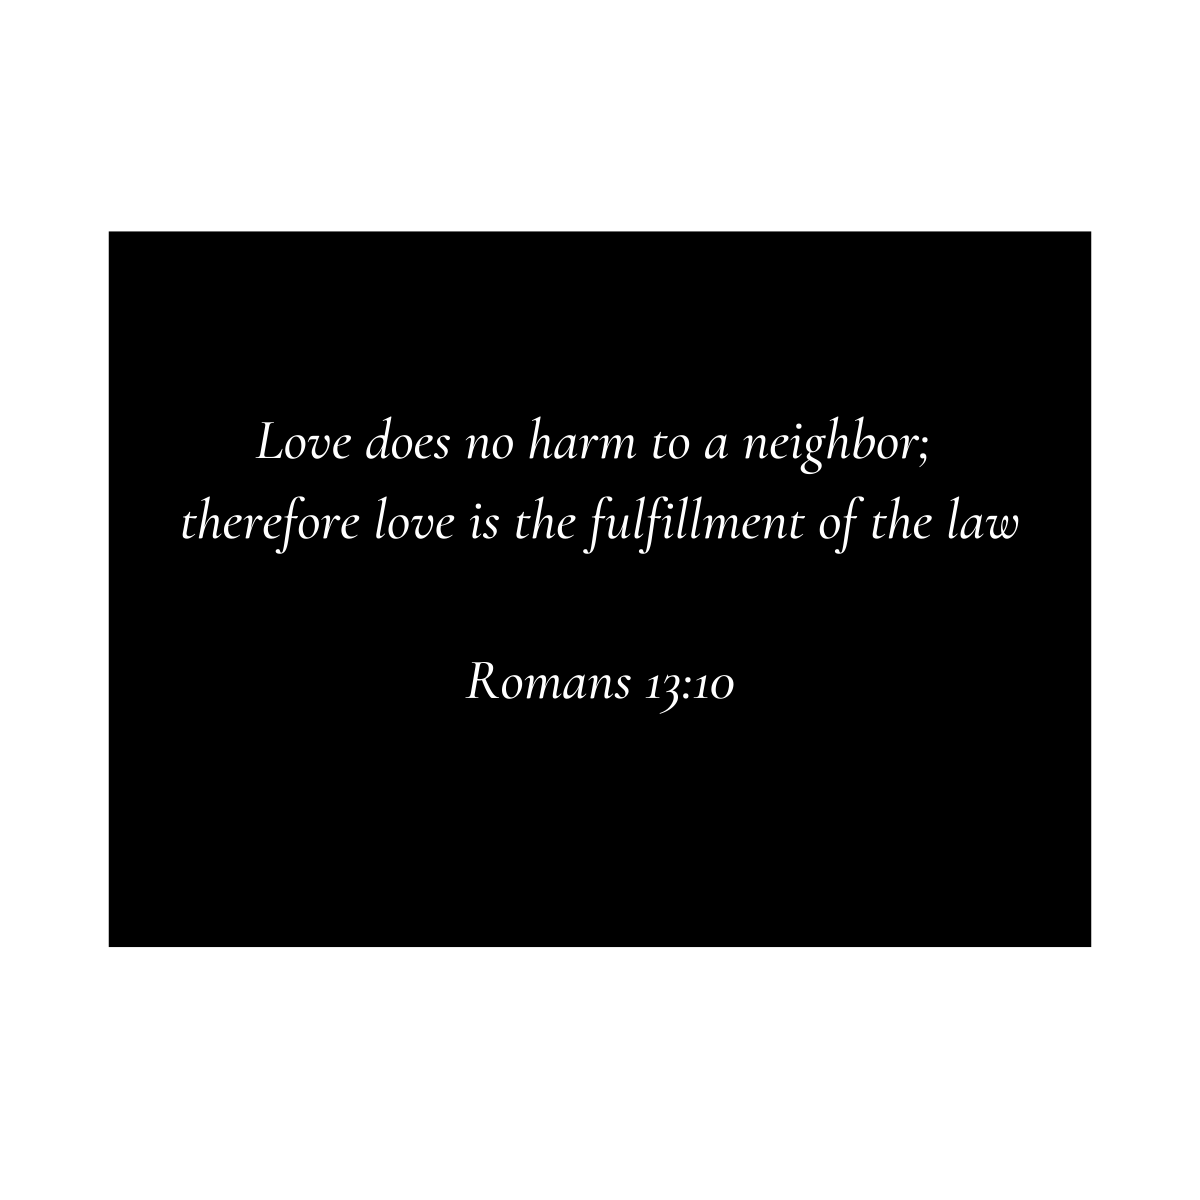 Love does no harm to a neighbor;
therefore love is the fulfillment of the law
Romans 13:10